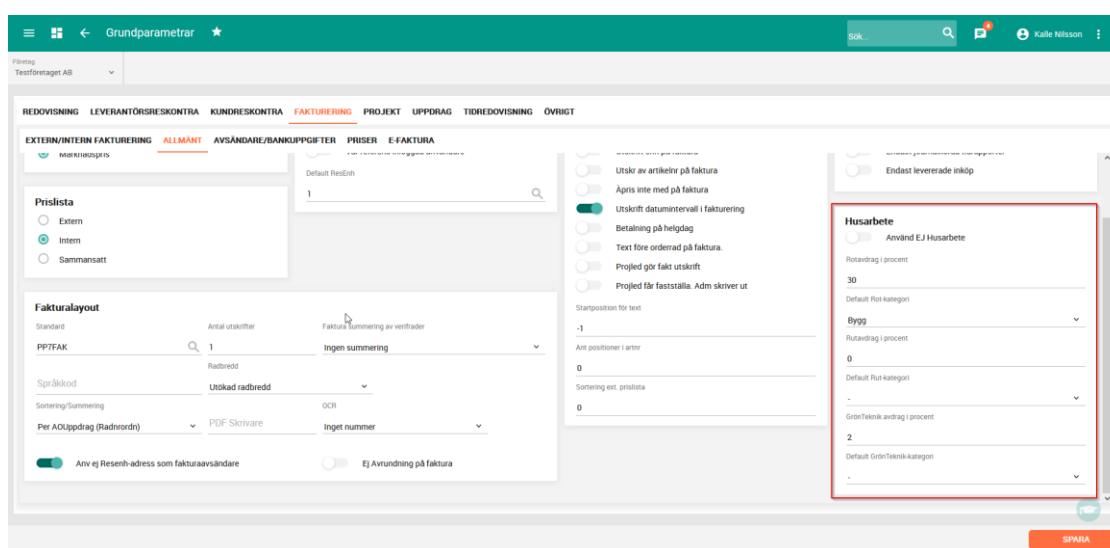 Grundparametrar
Sök...
4
Kalle Nilsson
Företag
Testföretaget AB
REDOVISNING LEVERANTÖRSRESKONTRA KUNDRESKONTRA FAKTURERING PROJEKT UPPDRAG TIDREDOVISNING ÖVRIGT
EXTERN/INTERN FAKTURERING ALLMÄNT AVSÄNDARE/BANKUPPGIFTER PRISER E-FAKTURA
Marknadspris
Prislista
Extern
Intern
Sammansatt
Default ResEnh
1
Fakturalayout
Standard
PP7FAK
Antal utskrifter
1
Faktura summering av verifrader
Ingen summering
Språkkod
Radbredd
Utökad radbredd
Sortering/Summering
Per AOUppdrag (Radnrordn)
PDF Skrivare
OCR
Inget nummer
Anv ej Resenh-adress som fakturaavsändare
Ej Avrundning på faktura
Utskr av artikelnr på faktura
Àpris inte med på faktura
Utskrift datumintervall i fakturering
Betalning på helgdag
Text före orderrad på faktura.
Projled gör fakt utskrift
Projled får fastställa. Adm skriver ut
Startposition för text
-1
Ant positioner i artnr
0
Sortering ext. prislista
0
Endast levererade inköp
Husarbete
Använd EJ Husarbete
Rotavdrag i procent
30
Default Rot-kategori
Bygg
Rutavdrag i procent
0
Default Rut-kategori
-
GrönTeknik avdrag i procent
2
Default GrönTeknik-kategori
-
SPARA